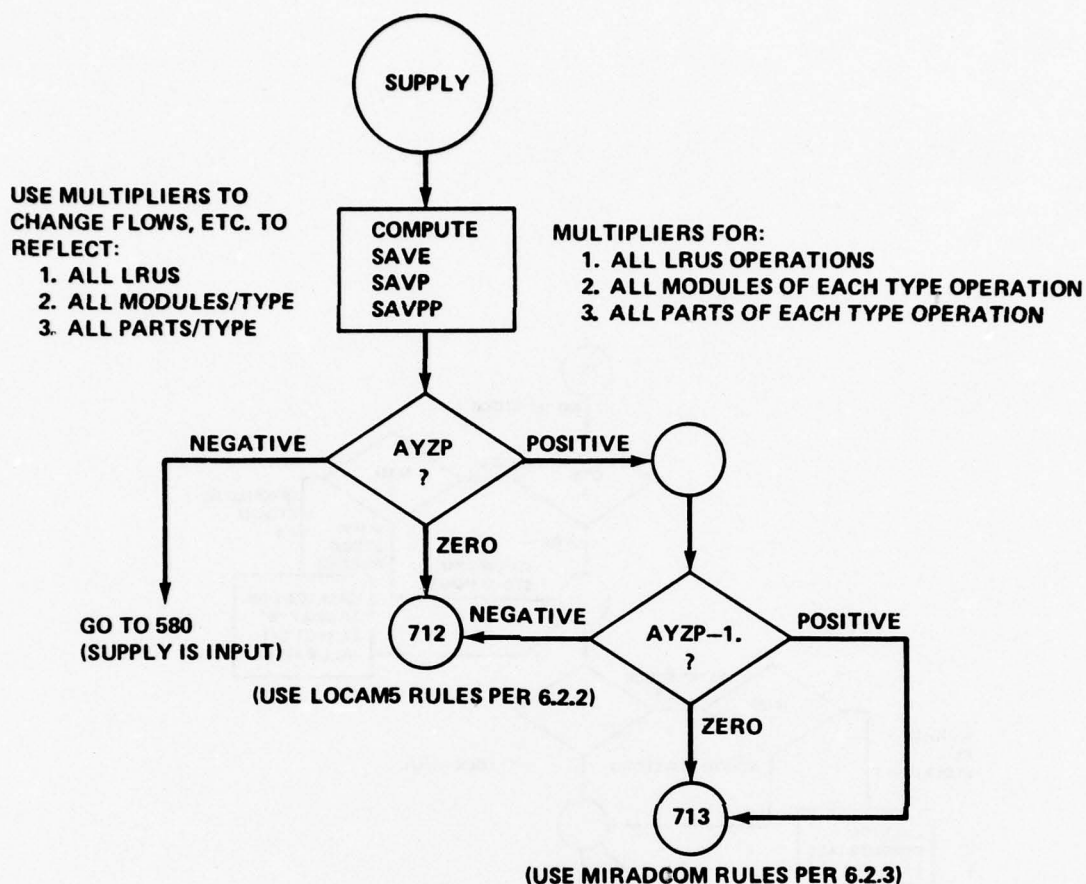 SUPPLY
USE MULTIPLIERS TO
CHANGE FLOWS, ETC. TO
REFLECT:
1. ALL LRUS
2. ALL MODULES/TYPE
3. ALL PARTS/TYPE
COMPUTE
SAVE
SAVP
SAVPP
MULTIPLIERS FOR:
1. ALL LRUS OPERATIONS
2. ALL MODULES OF EACH TYPE OPERATION
3. ALL PARTS OF EACH TYPE OPERATION
NEGATIVE
AYZP
?
POSITIVE
ZERO
GO TO 580
(SUPPLY IS INPUT)
712
NEGATIVE
AYZP–1.
?
POSITIVE
(USE LOCAM5 RULES PER 6.2.2)
ZERO
713
(USE MIRADCOM RULES PER 6.2.3)